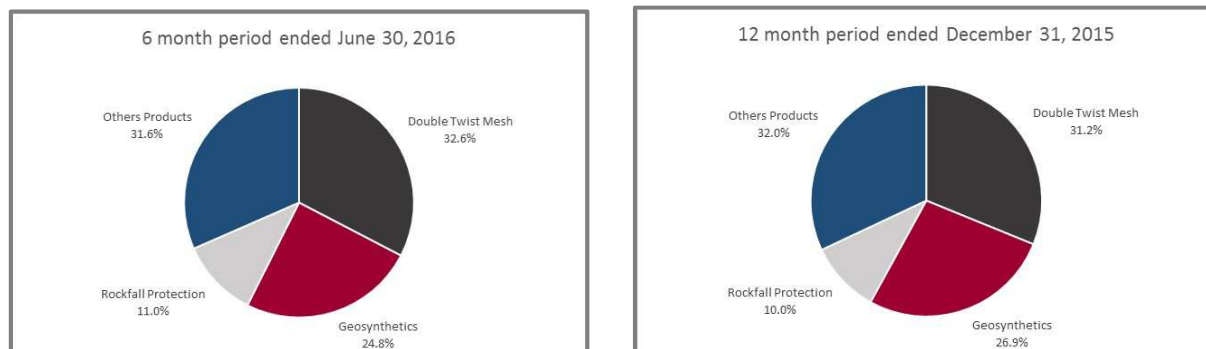 6 month period ended June 30, 2016
Others Products
31.6%
Double Twist Mesh
32.6%
Rockfall Protection
11.0%
Geosynthetics
24.8%
12 month period ended December 31, 2015
Others Products
32.0%
Double Twist Mesh
31.2%
Rockfall Protection
10.0%
Geosynthetics
26.9%